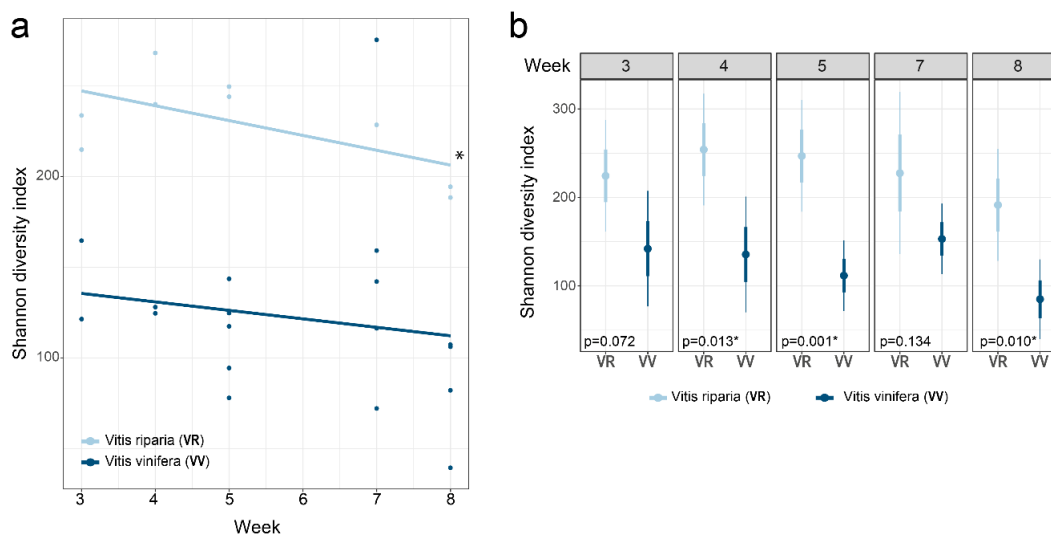 a
Shannon diversity index
200
100
*
Vitis riparia (VR)
Vitis vinifera (VV)
3 4 5 6 7 8
Week
b
Week 3 4 5 7 8
Shannon diversity index
300
200
100
p=0.072 p=0.013* p=0.001* p=0.134 p=0.010*
VR VV VR VV VR VV VR VV VR VV
Vitis riparia (VR) Vitis vinifera (VV)